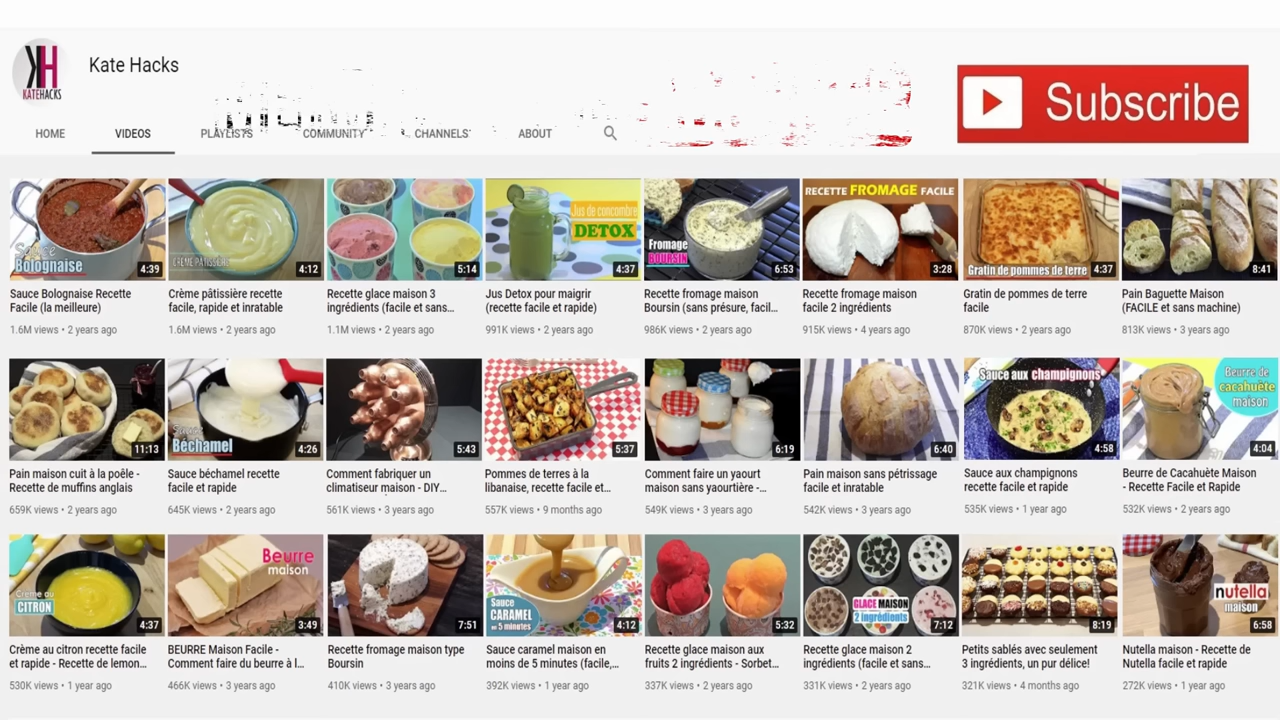 KH
KATEHACKS
Kate Hacks
Subscribe
HOME VIDEOS PLAYLISTS COMMUNITY CHANNELS ABOUT
Sauce
Bolognaise
4:39
CRÈME PÂTISSIÈRE
4:12
5:14
Jus de concombre
DETOX
4:37
Fromage
BOURSIN
6:53
RECETTE FROMAGE FACILE
3:28
Gratin de pommes de terre
4:37
8:41
Sauce Bolognaise Recette
Facile (la meilleure)
1.6M views • 2 years ago
Crème pâtissière recette
facile, rapide et inratable
1.6M views • 2 years ago
Recette glace maison 3
ingrédients (facile et sans...
1.1M views • 2 years ago
Jus Detox pour maigrir
(recette facile et rapide)
991K views • 2 years ago
Recette fromage maison
Boursin (sans présure, facil...
986K views • 2 years ago
Recette fromage maison
facile 2 ingrédients
915K views • 4 years ago
Gratin de pommes de terre
facile
870K views • 2 years ago
Pain Baguette Maison
(FACILE et sans machine)
813K views • 3 years ago
11:13
Sauce
Béchamel
4:26
5:43
5:37
6:19
6:40
Sauce aux champignons
4:58
Beurre de
cacahuète
maison
4:04
Pain maison cuit à la poêle -
Recette de muffins anglais
659K views • 2 years ago
Sauce béchamel recette
facile et rapide
645K views • 2 years ago
Comment fabriquer un
climatiseur maison - DIY...
561K views • 3 years ago
Pommes de terres à la
libanaise, recette facile et...
557K views • 9 months ago
Comment faire un yaourt
maison sans yaourtière -...
549K views • 3 years ago
Pain maison sans pétrissage
facile et inratable
542K views • 3 years ago
Sauce aux champignons
recette facile et rapide
535K views • 1 year ago
Beurre de Cacahuète Maison
- Recette Facile et Rapide
532K views • 2 years ago
Crème au
CITRON
4:37
Beurre
maison
3:49
7:51
Sauce
CARAMEL
en 5 minutes
4:12
5:32
GLACE MAISON
2 ingrédients
7:12
8:19
nutella
maison
6:58
Crème au citron recette facile
et rapide - Recette de lemon...
530K views • 1 year ago
BEURRE Maison Facile -
Comment faire du beurre à l...
466K views • 3 years ago
Recette fromage maison type
Boursin
410K views • 3 years ago
Sauce caramel maison en
moins de 5 minutes (facile,...
392K views • 1 year ago
Recette glace maison aux
fruits 2 ingrédients - Sorbet...
337K views • 2 years ago
Recette glace maison 2
ingrédients (facile et sans...
331K views • 2 years ago
Petits sablés avec seulement
3 ingrédients, un pur délice!
321K views • 4 months ago
Nutella maison - Recette de
Nutella facile et rapide
272K views • 1 year ago